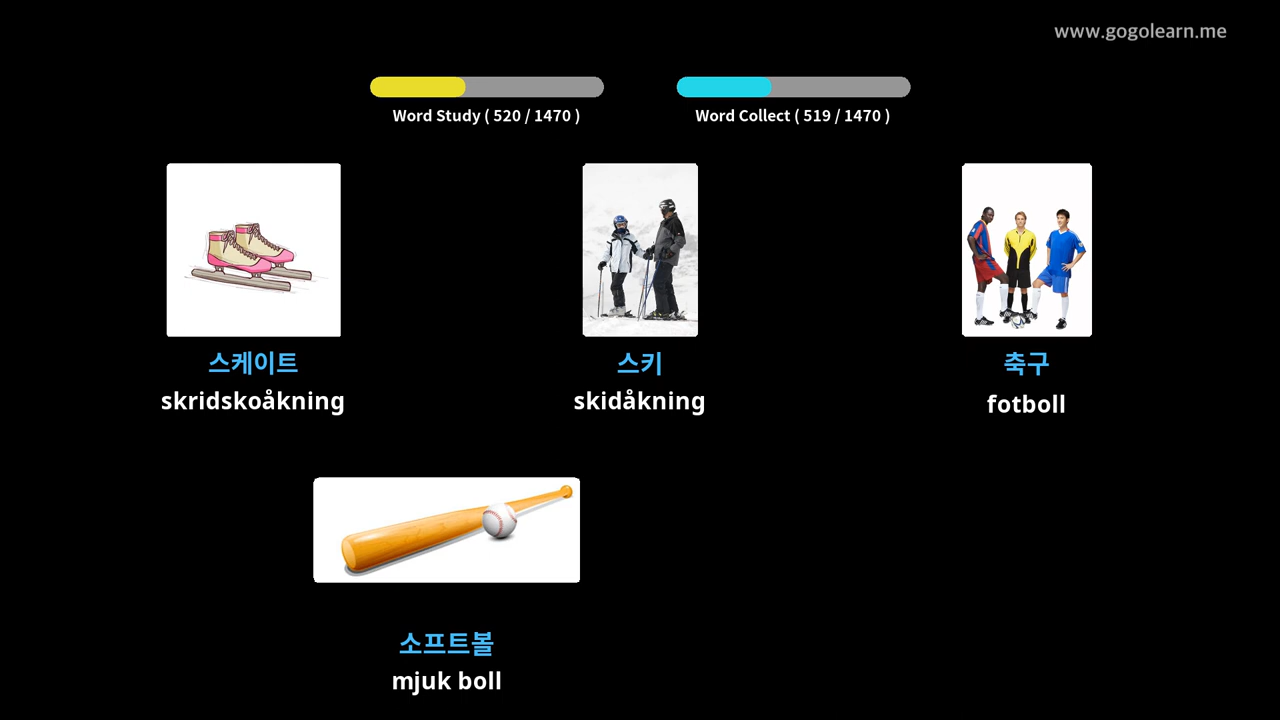 www.gogolearn.me
Word Study ( 520 / 1470 )
Word Collect ( 519 / 1470 )
스케이트
skridskoåkning
스키
skidåkning
축구
fotboll
소프트볼
mjuk boll